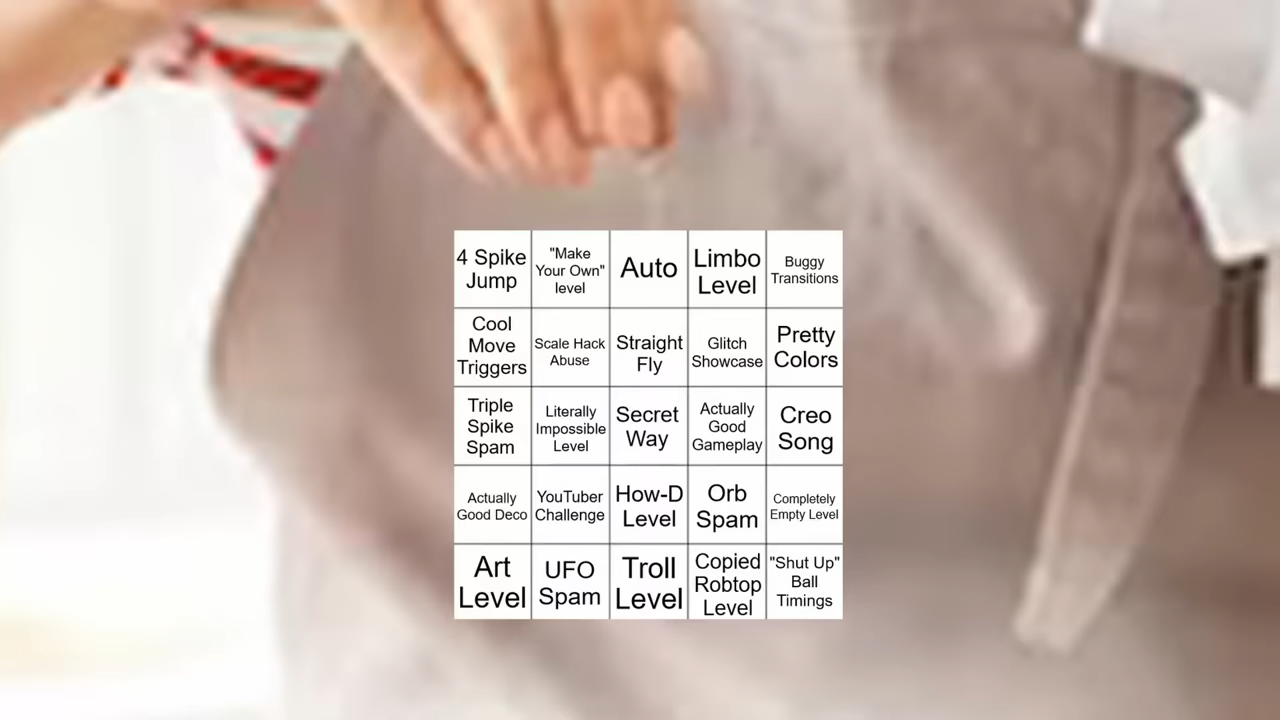 4 Spike
Jump
"Make
Your Own"
level
Auto
Limbo
Level
Buggy
Transitions
Cool
Move
Triggers
Scale Hack
Abuse
Straight
Fly
Glitch
Showcase
Pretty
Colors
Triple
Spike
Spam
Literally
Impossible
Level
Secret
Way
Actually
Good
Gameplay
Creo
Song
Actually
Good Deco
YouTuber
Challenge
How-D
Level
Orb
Spam
Completely
Empty Level
Art
Level
UFO
Spam
Troll
Level
Copied
Robtop
Level
"Shut Up"
Ball
Timings